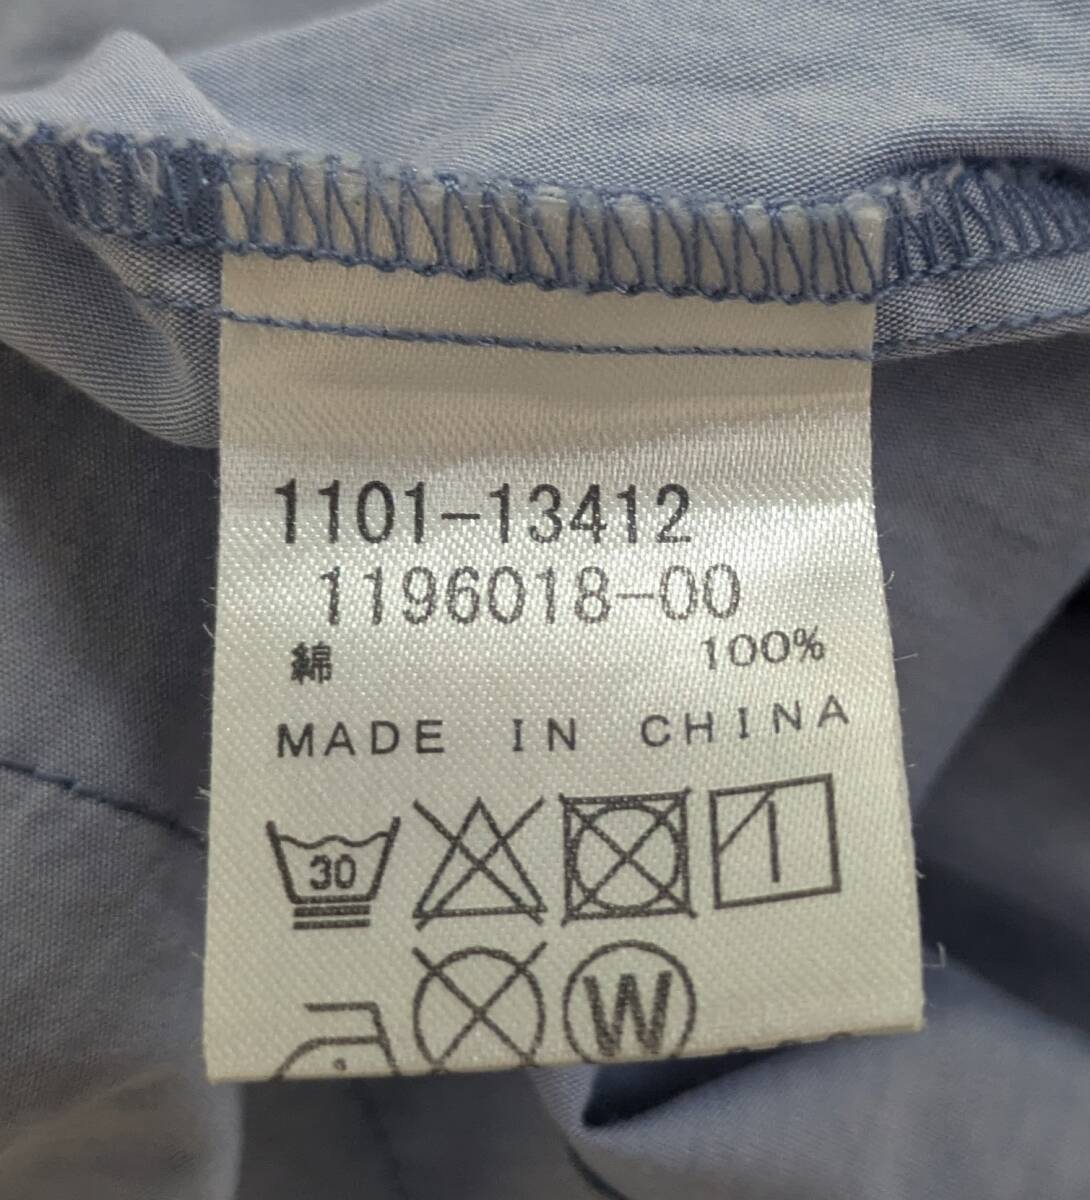 1101-13412
1196018-00
綿 100%
MADE IN CHINA
30
W